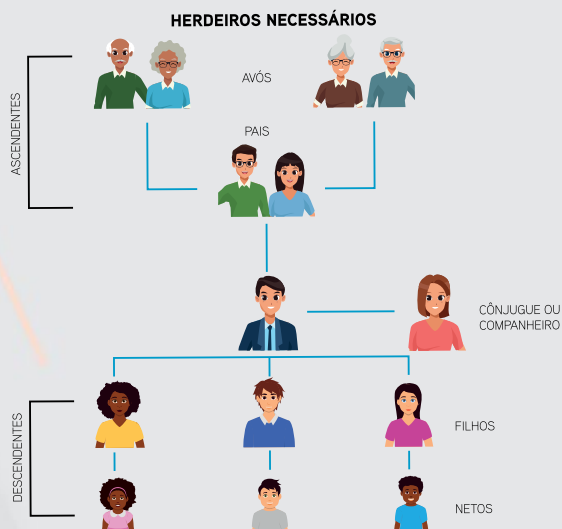 HERDEIROS NECESSÁRIOS
AVÓS
ASCENDENTES
PAIS
CÔNJUGUE OU
COMPANHEIRO
FILHOS
DESCENDENTES
NETOS